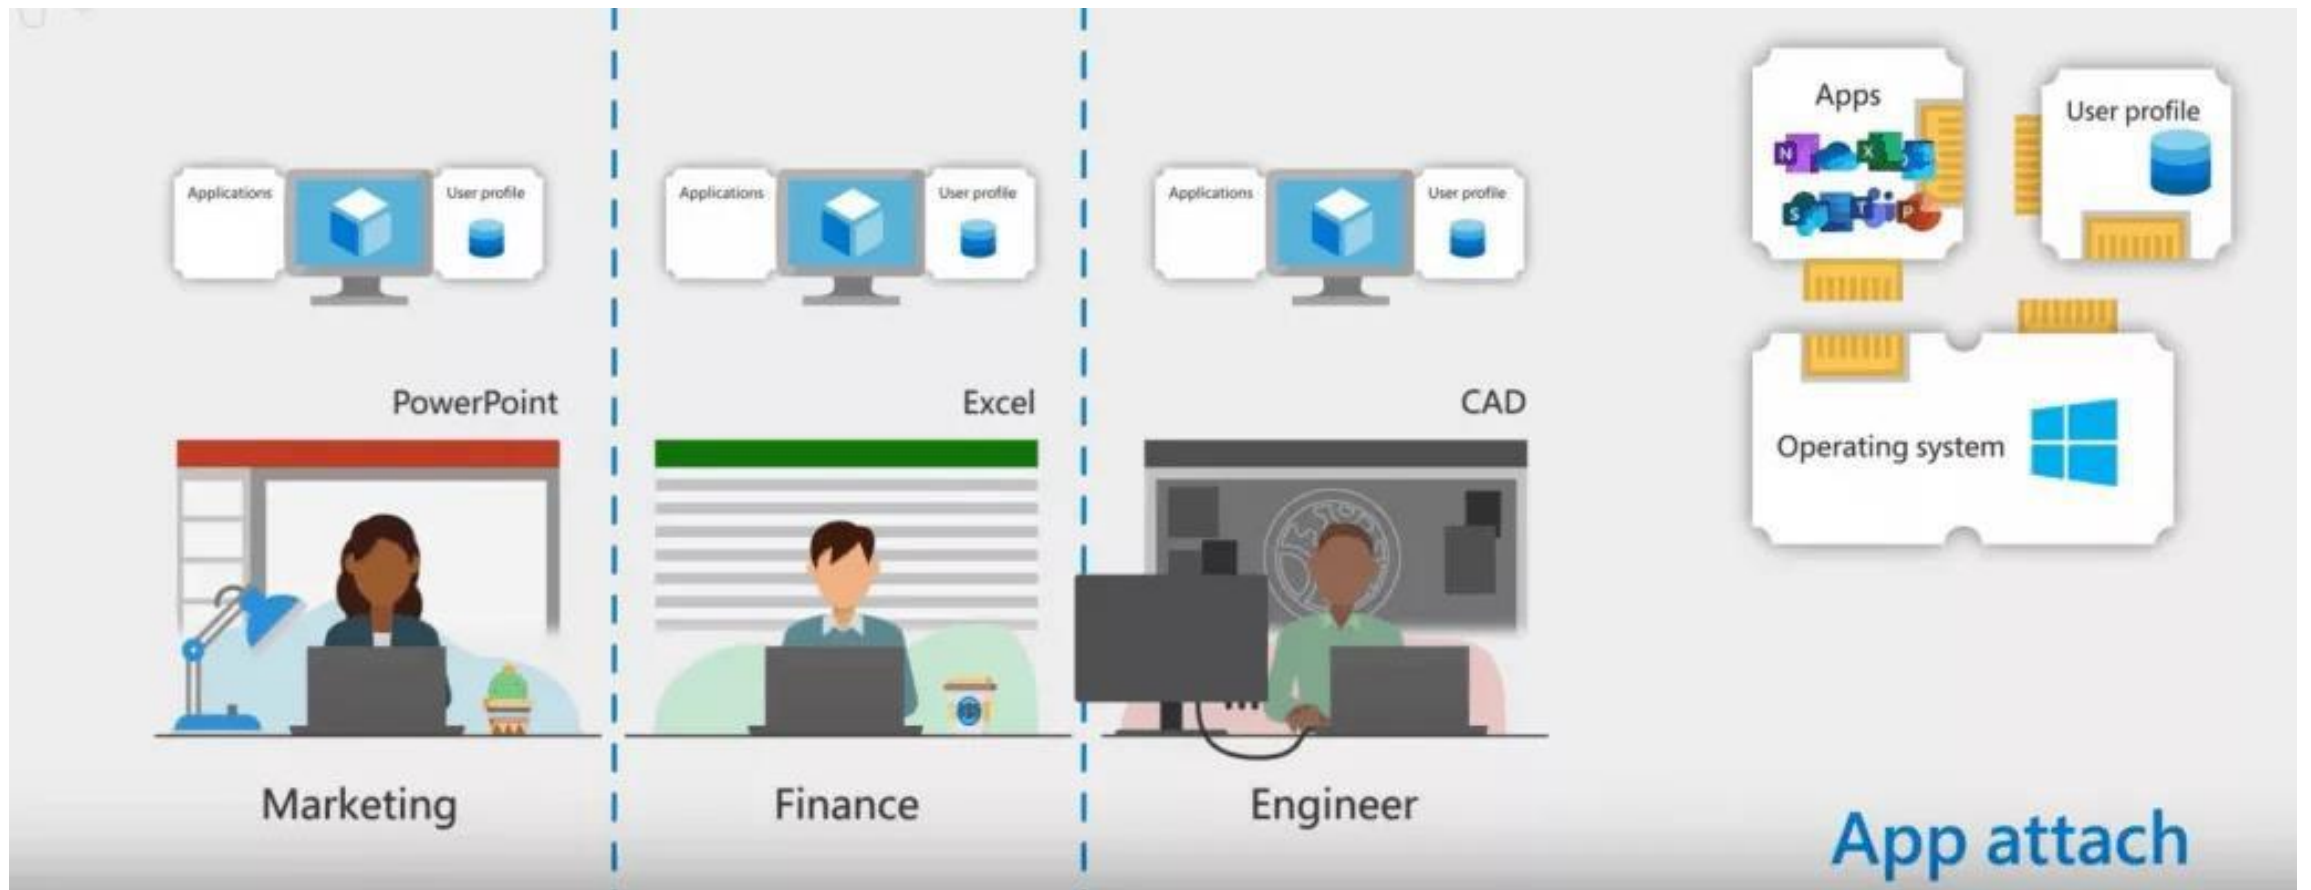 Applications
User profile
Applications
User profile
Applications
User profile
PowerPoint
Excel
CAD
Marketing
Finance
Engineer
Apps
N
X
S
T
P
User profile
Operating system
App attach